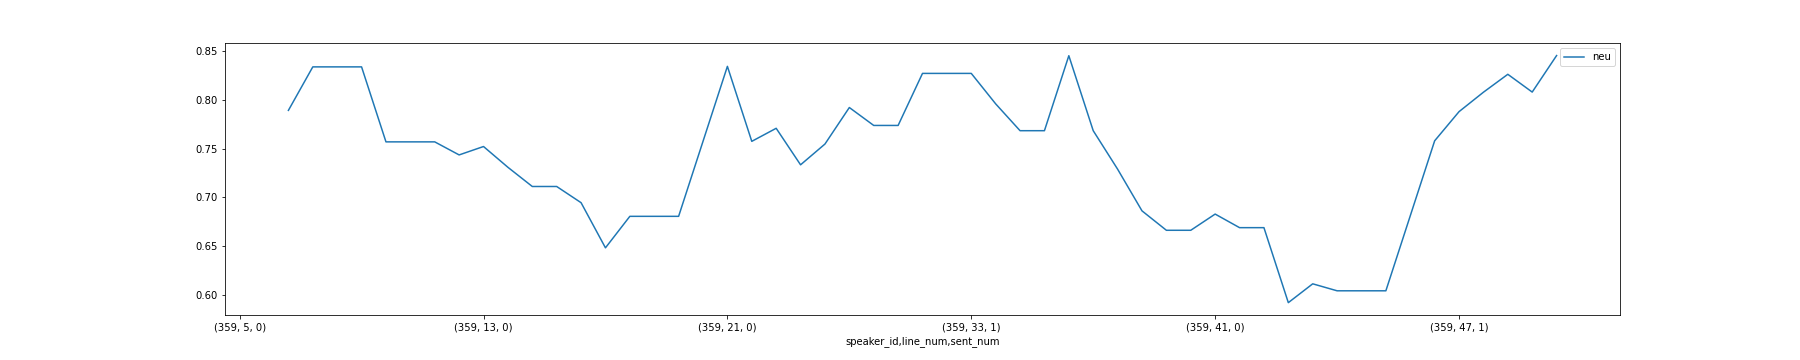 0.85
neu
0.80
0.75
0.70
0.65
0.60
(359, 5, 0) (359, 13, 0) (359, 21, 0) (359, 33, 1) (359, 41, 0) (359, 47, 1)
speaker_id,line_num,sent_num